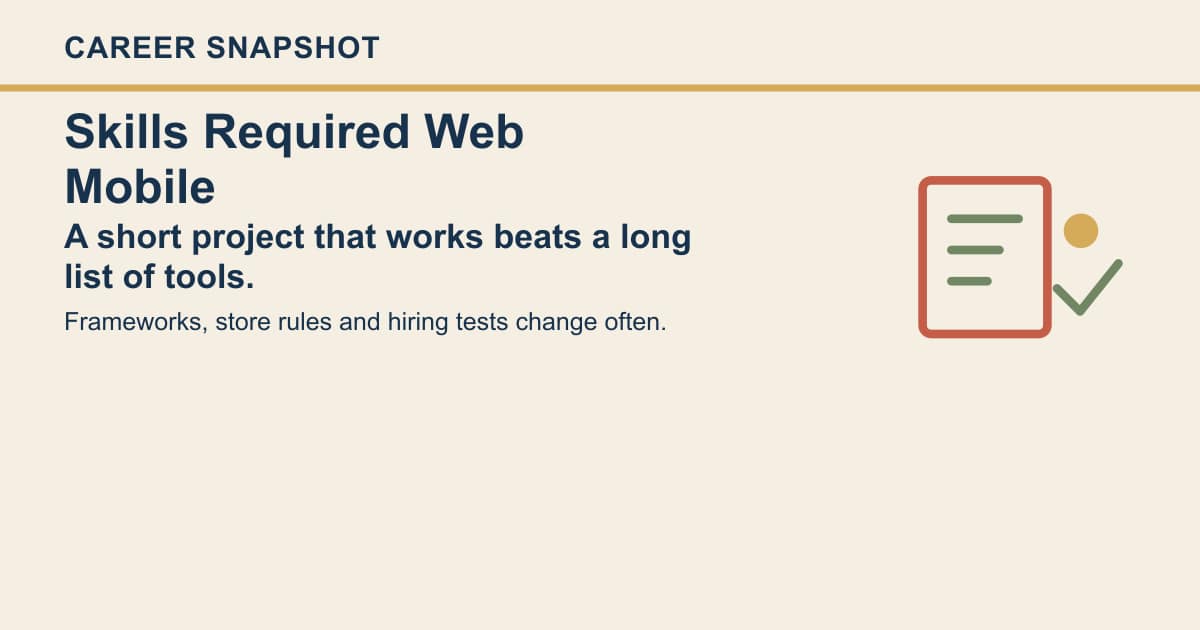 CAREER SNAPSHOT
Skills Required Web
Mobile
A short project that works beats a long
list of tools.
Frameworks, store rules and hiring tests change often.